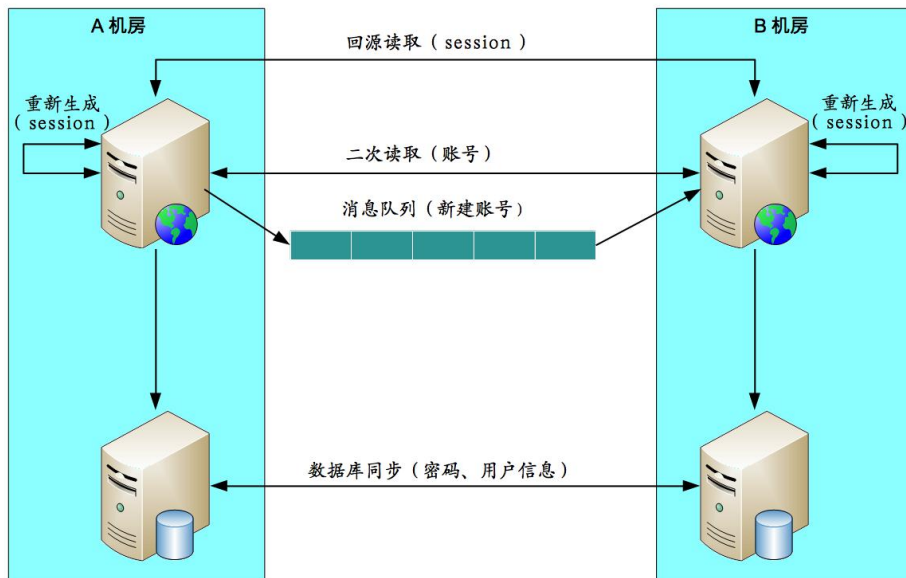 A 机房
B 机房
回源读取（ session ）
重新生成
（ session ）
重新生成
（ session ）
二次读取（账号）
消息队列（新建账号）
数据库同步（密码、用户信息）